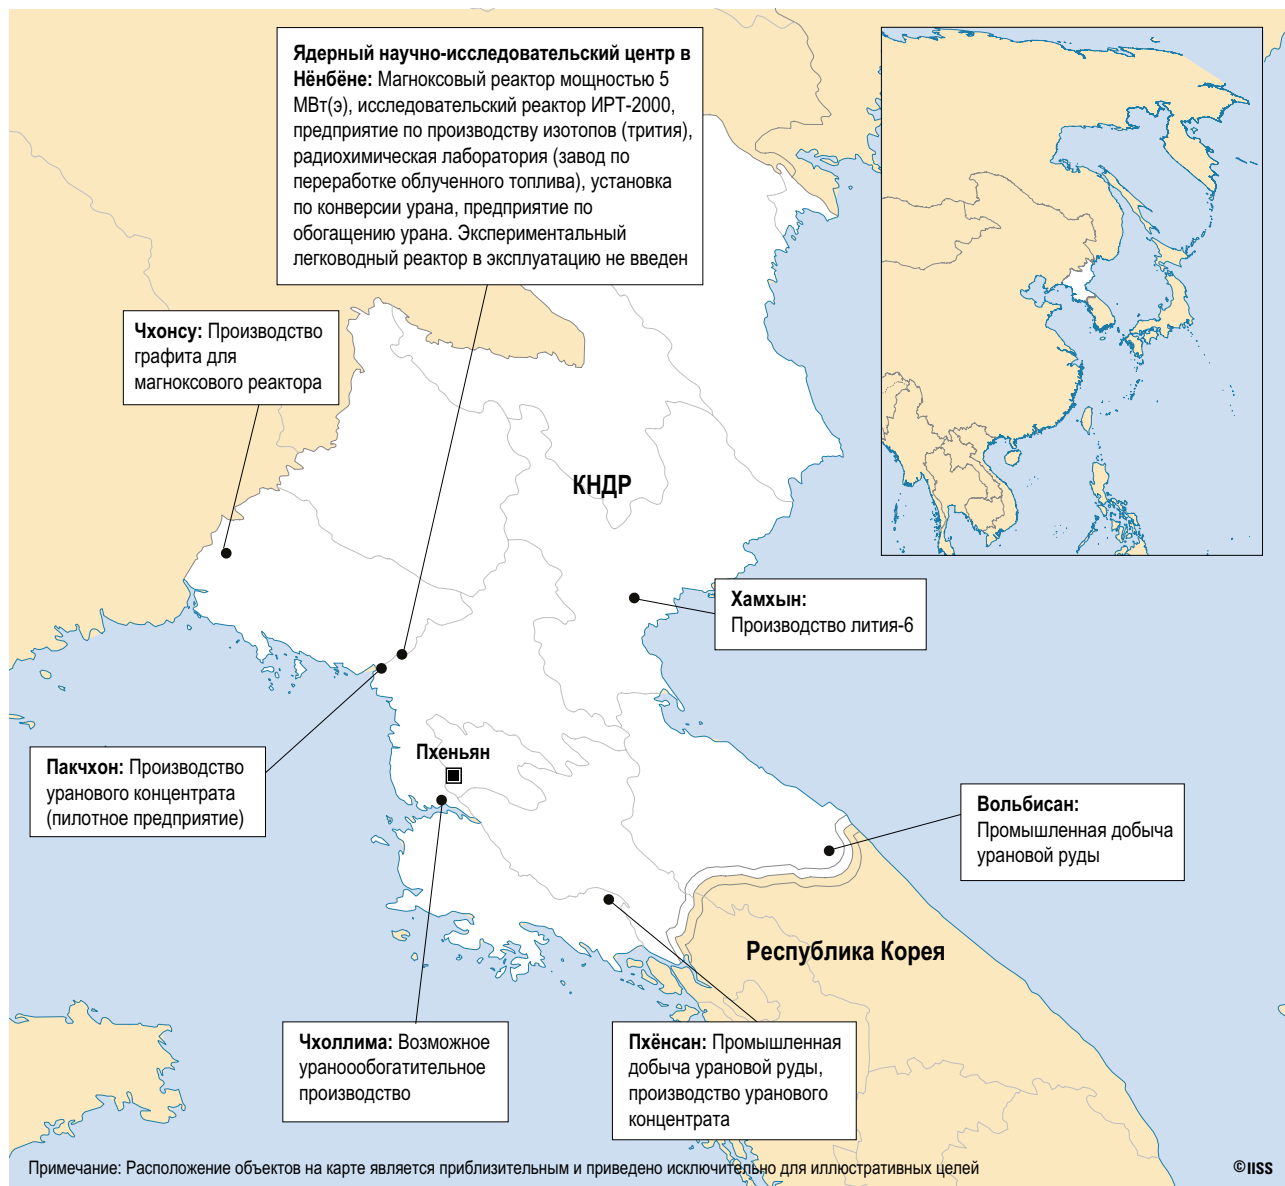 Ядерный научно-исследовательский центр в
Нёнбёне: Магноксовый реактор мощностью 5
МВт(э), исследовательский реактор ИРТ-2000,
предприятие по производству изотопов (трития),
радиохимическая лаборатория (завод по
переработке облученного топлива), установка
по конверсии урана, предприятие по
обогащению урана. Экспериментальный
легководный реактор в эксплуатацию не введен
Чхонсу: Производство
графита для
магноксового реактора
КНДР
Хамхын:
Производство лития-6
Пхеньян
Пакчхон: Производство
уранового концентрата
(пилотное предприятие)
Вольбисан:
Промышленная добыча
урановой руды
Республика Корея
Чхоллима: Возможное
ураноообогатительное
производство
Пхёнсан: Промышленная
добыча урановой руды,
производство уранового
концентрата
Примечание: Расположение объектов на карте является приблизительным и приведено исключительно для иллюстративных целей
©IISS